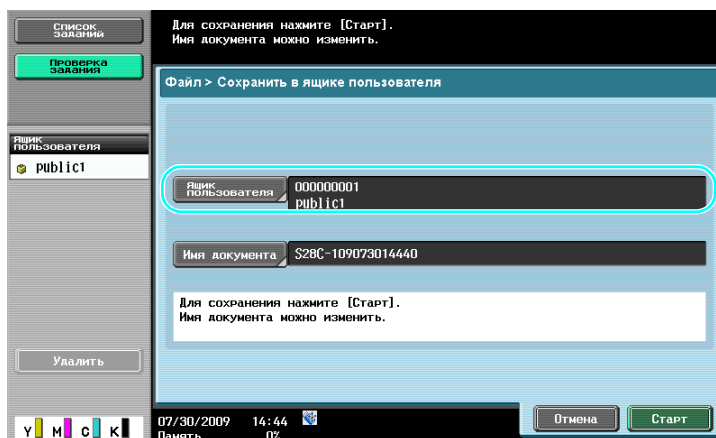 Список
заданий
Для сохранения нажмите [Старт].
Имя документа можно изменить.
Проверка
задания
Файл > Сохранить в ящике пользователя
Ящик
пользователя
public1
Ящик
пользователя
000000001
public1
Имя документа
S28C-109073014440
Для сохранения нажмите [Старт].
Имя документа можно изменить.
Удалить
Y M C K
07/30/2009 14:44
Память 0%
Отмена
Старт